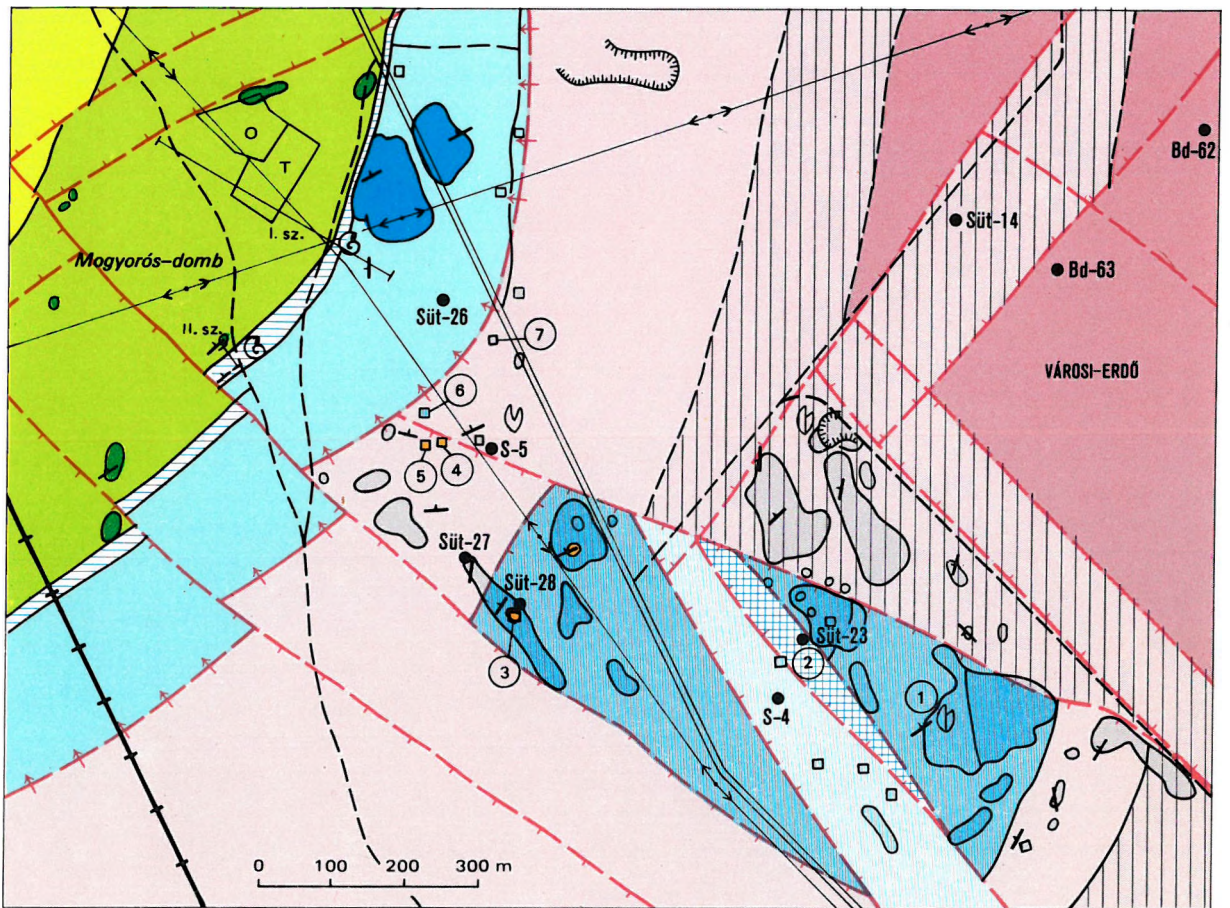 Bd-62
O
T
Süt-14
I. sz.
Mogyorós-domb
Bd-63
Süt-26
II. sz.
7
VÁROSI-ERDŐ
6
S-5
5
4
Süt-27
Süt-28
Süt-23
3
2
1
S-4
0 100 200 300 m